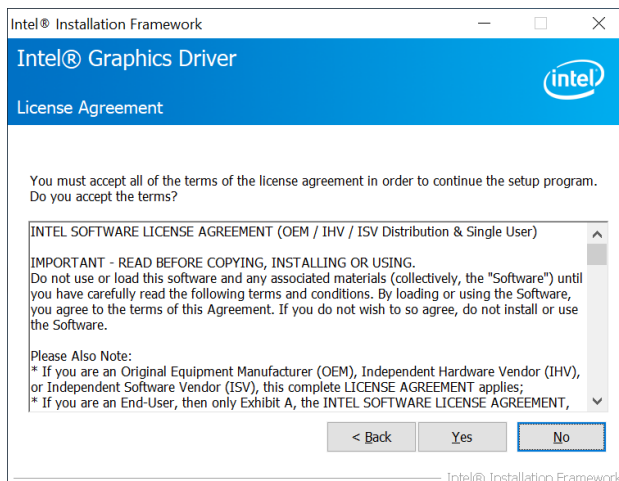 Intel® Installation Framework
Intel® Graphics Driver
intel
License Agreement
You must accept all of the terms of the license agreement in order to continue the setup program.
Do you accept the terms?
INTEL SOFTWARE LICENSE AGREEMENT (OEM / IHV / ISV Distribution & Single User)
IMPORTANT - READ BEFORE COPYING, INSTALLING OR USING.
Do not use or load this software and any associated materials (collectively, the "Software") until
you have carefully read the following terms and conditions. By loading or using the Software,
you agree to the terms of this Agreement. If you do not wish to so agree, do not install or use
the Software.
Please Also Note:
* If you are an Original Equipment Manufacturer (OEM), Independent Hardware Vendor (IHV),
or Independent Software Vendor (ISV), this complete LICENSE AGREEMENT applies;
* If you are an End-User, then only Exhibit A, the INTEL SOFTWARE LICENSE AGREEMENT,
< Back Yes No
Intel® Installation Framework